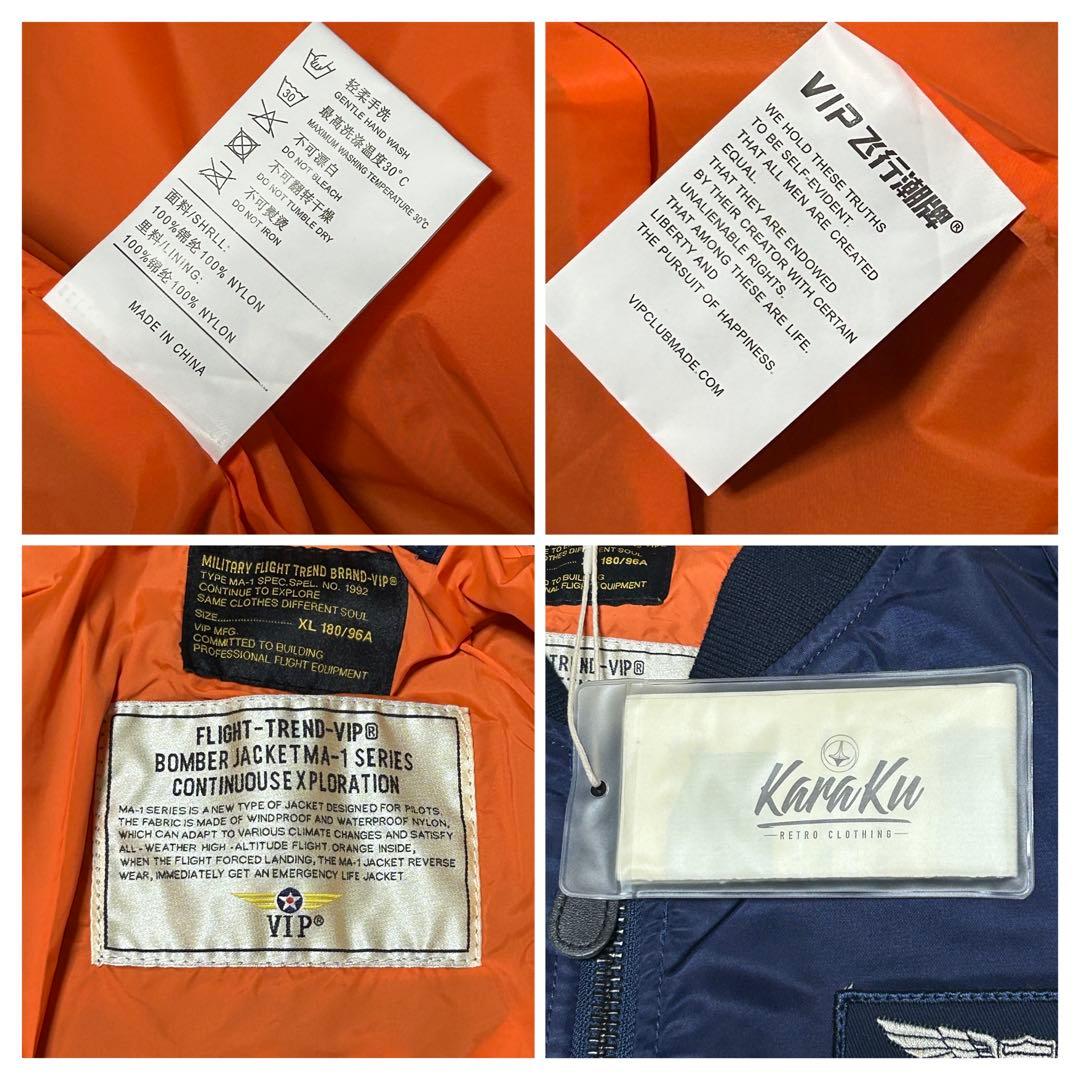 30
轻柔手洗
GENTLE HAND WASH
最高洗涤温度30°C
MAXIMUM WASHING TEMPERATURE 30°C
不可漂白
DO NOT BLEACH
不可翻转干燥
DO NOT TUMBLE DRY
不可熨烫
DO NOT IRON
面料/SHRLL:
100%锦纶100% NYLON
里料/LINING:
100%锦纶100% NYLON
MADE IN CHINA
VIP飞行潮牌®
WE HOLD THESE TRUTHS
TO BE SELF-EVIDENT.
THAT ALL MEN ARE CREATED
EQUAL.
THAT THEY ARE ENDOWED
BY THEIR CREATOR WITH CERTAIN
UNALIENABLE RIGHTS.
THAT AMONG THESE ARE LIFE.
LIBERTY AND
THE PURSUIT OF HAPPINESS.
VIPCLUBMADE.COM
MILITARY FLIGHT TREND BRAND-VIP®
TYPE MA-1 SPEC.SPEL. NO. 1992
CONTINUE TO EXPLORE
SAME CLOTHES DIFFERENT SOUL
SIZE.................... XL 180/96A
VIP MFG.
COMMITTED TO BUILDING
PROFESSIONAL FLIGHT EQUIPMENT
FLIGHT-TREND-VIP®
BOMBER JACKETMA-1 SERIES
CONTINUOUSEXPLORATION
MA-1 SERIES IS A NEW TYPE OF JACKET DESIGNED FOR PILOTS.
THE FABRIC IS MADE OF WINDPROOF AND WATERPROOF NYLON,
WHICH CAN ADAPT TO VARIOUS CLIMATE CHANGES AND SATISFY
ALL-WEATHER HIGH-ALTITUDE FLIGHT. ORANGE INSIDE,
WHEN THE FLIGHT FORCED LANDING, THE MA-1 JACKET REVERSE
WEAR, IMMEDIATELY GET AN EMERGENCY LIFE JACKET
VIP®
SOUL
180/96A
TO BUILDING
FLIGHT EQUIPMENT
TREND-VIP®
KaraKu
RETRO CLOTHING